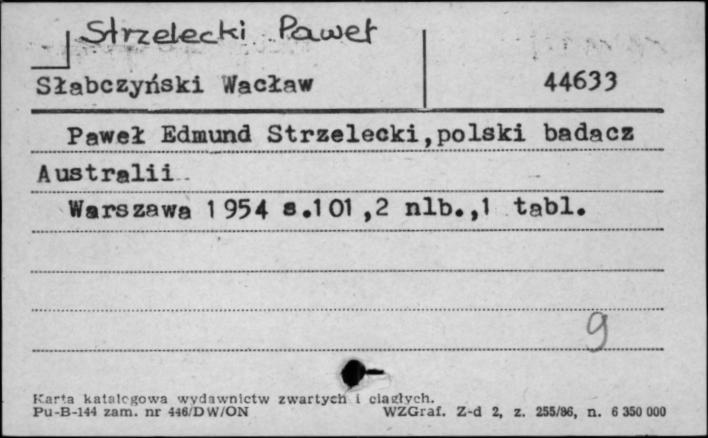 Strzelecki Paweł
Słabczyński Wacław 44633
Paweł Edmund Strzelecki,polski badacz
Australii
Warszawa 1954 s.101,2 nlb.,1 tabl.
9
Karta katalogowa wydawnictw zwartych i ciągłych.
Pu-B-144 zam. nr 446/DW/ON WZGraf. Z-d 2, z. 255/86, n. 6 350 000